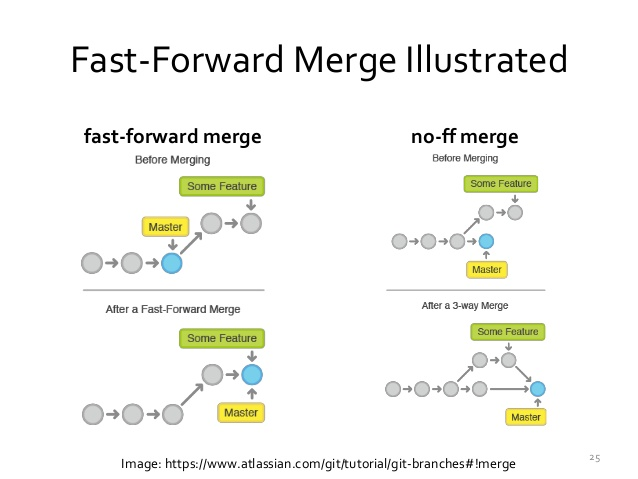 Fast-Forward Merge Illustrated
fast-forward merge
Before Merging
Some Feature
Master
After a Fast-Forward Merge
Some Feature
Master
no-ff merge
Before Merging
Some Feature
Master
After a 3-way Merge
Some Feature
Master
Image: https://www.atlassian.com/git/tutorial/git-branches#!merge
25